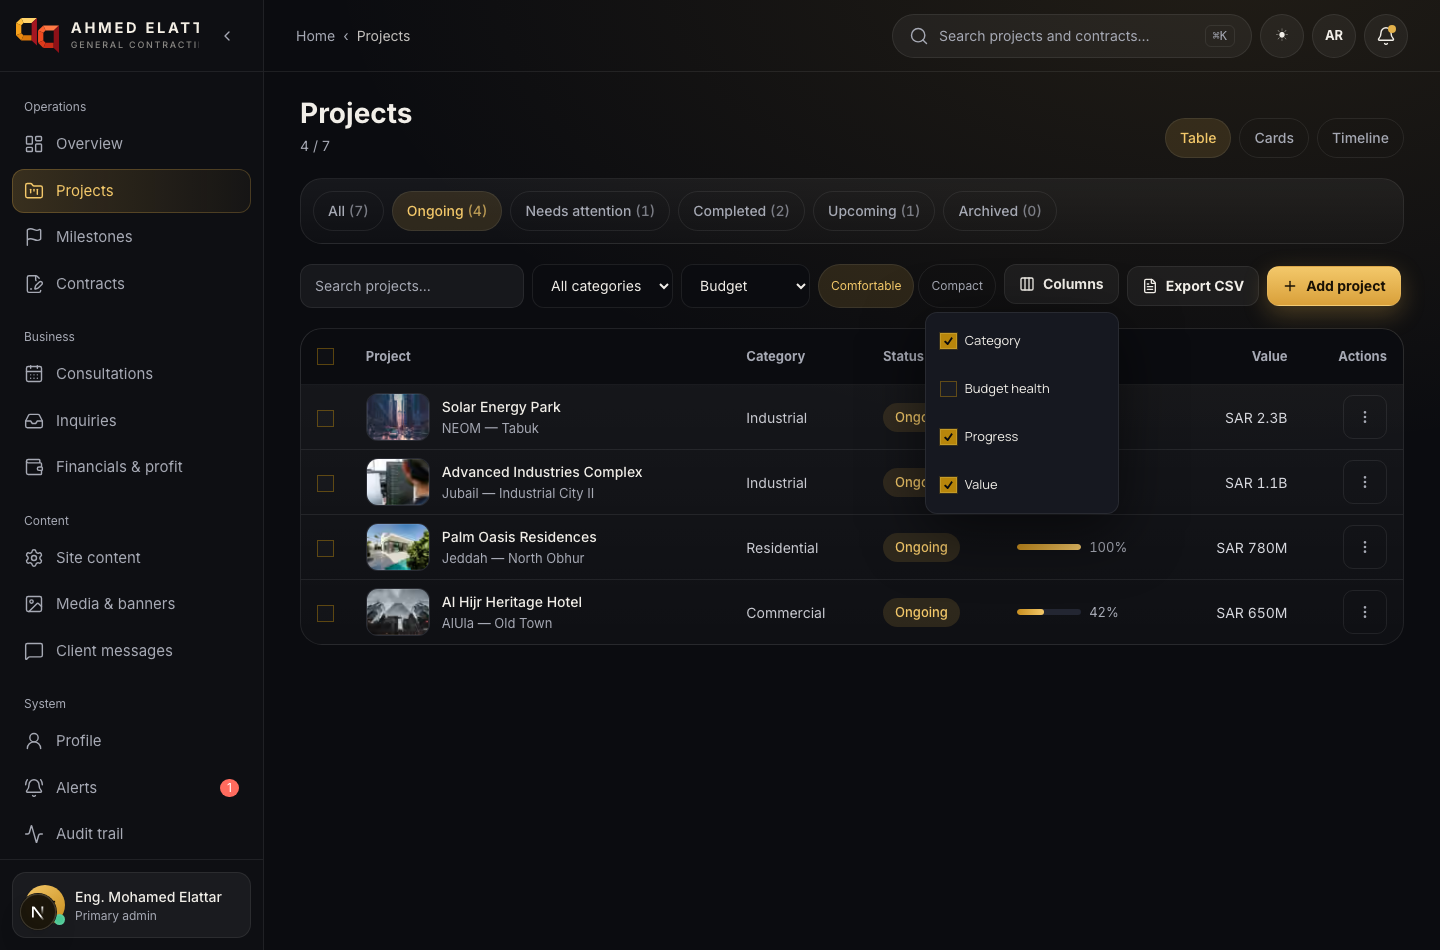 AHMED ELATT
GENERAL CONTRACTI
Home ‹ Projects
Search projects and contracts...
⌘K
AR
Operations
Overview
Projects
Milestones
Contracts
Business
Consultations
Inquiries
Financials & profit
Content
Site content
Media & banners
Client messages
System
Profile
Alerts 1
Audit trail
N
Eng. Mohamed Elattar
Primary admin
Projects
4 / 7
Table Cards Timeline
All (7) Ongoing (4) Needs attention (1) Completed (2) Upcoming (1) Archived (0)
Search projects... All categories Budget Comfortable Compact Columns Export CSV + Add project
Category
Budget health
Progress
Value
Project Category Status Value Actions
Solar Energy Park
NEOM — Tabuk
Industrial Ongo SAR 2.3B
Advanced Industries Complex
Jubail — Industrial City II
Industrial Ongo SAR 1.1B
Palm Oasis Residences
Jeddah — North Obhur
Residential Ongoing 100% SAR 780M
Al Hijr Heritage Hotel
AlUla — Old Town
Commercial Ongoing 42% SAR 650M